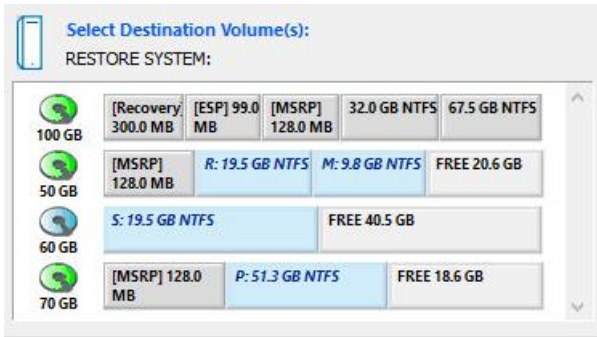 Select Destination Volume(s):
RESTORE SYSTEM:
[Recovery] [ESP] 99.0 [MSRP] 32.0 GB NTFS 67.5 GB NTFS
300.0 MB MB 128.0 MB
100 GB
[MSRP] R: 19.5 GB NTFS M: 9.8 GB NTFS FREE 20.6 GB
128.0 MB
50 GB
S: 19.5 GB NTFS FREE 40.5 GB
60 GB
[MSRP] 128.0 P: 51.3 GB NTFS FREE 18.6 GB
MB
70 GB